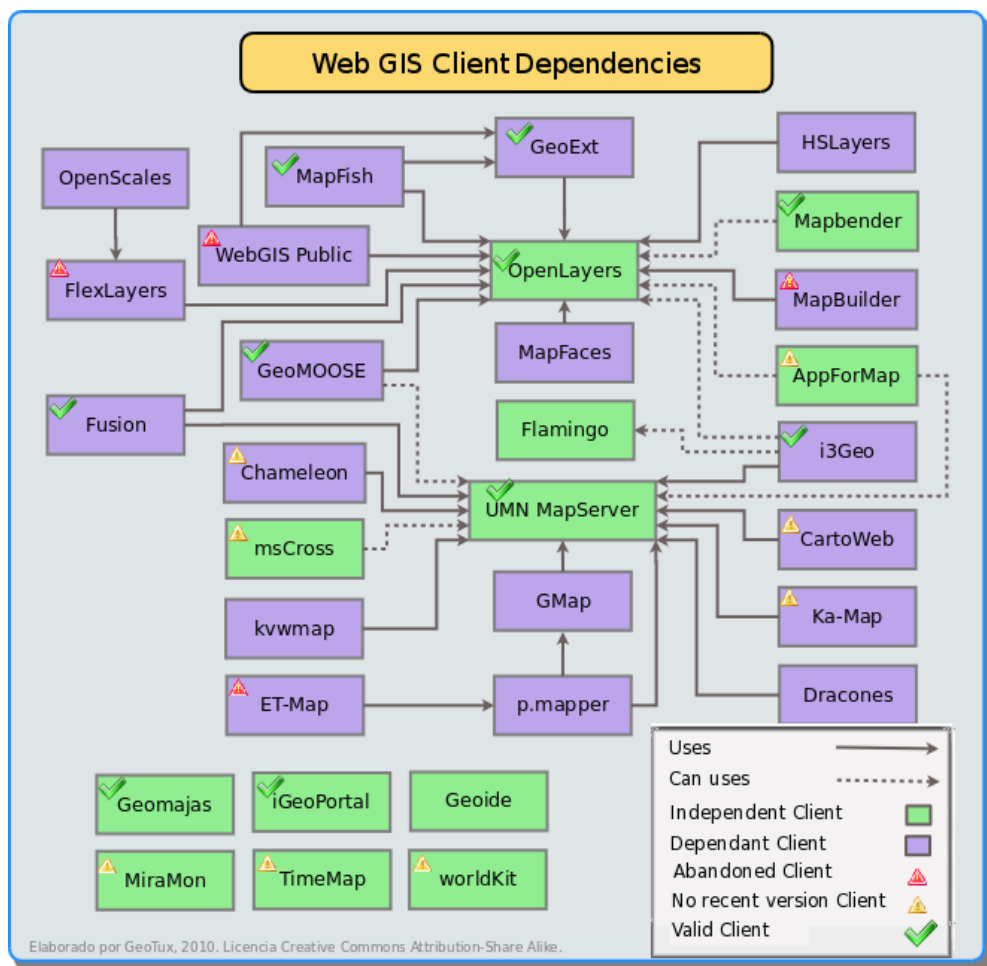 Web GIS Client Dependencies
GeoExt
HSLayers
OpenScales
MapFish
Mapbender
WebGIS Public
OpenLayers
FlexLayers
MapBuilder
MapFaces
GeoMOOSE
AppForMap
Fusion
Flamingo
i3Geo
Chameleon
UMN MapServer
msCross
CartoWeb
GMap
kvwmap
Ka-Map
ET-Map
p.mapper
Dracones
Uses
Can uses
Independent Client
Dependant Client
Abandoned Client
No recent version Client
Valid Client
Geomajas
iGeoPortal
Geoide
MiraMon
TimeMap
worldKit
Elaborado por GeoTux, 2010. Licencia Creative Commons Attribution-Share Alike.